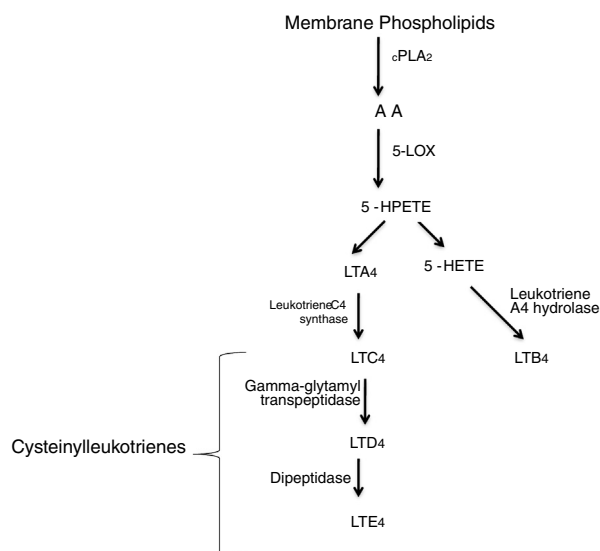 Membrane Phospholipids
cPLA2
A A
5-LOX
5 -HPETE
LTA4
5 -HETE
LeukotrieneC4
synthase
Leukotriene
A4 hydrolase
LTC4
LTB4
Gamma-glytamyl
transpeptidase
Cysteinylleukotrienes
LTD4
Dipeptidase
LTE4